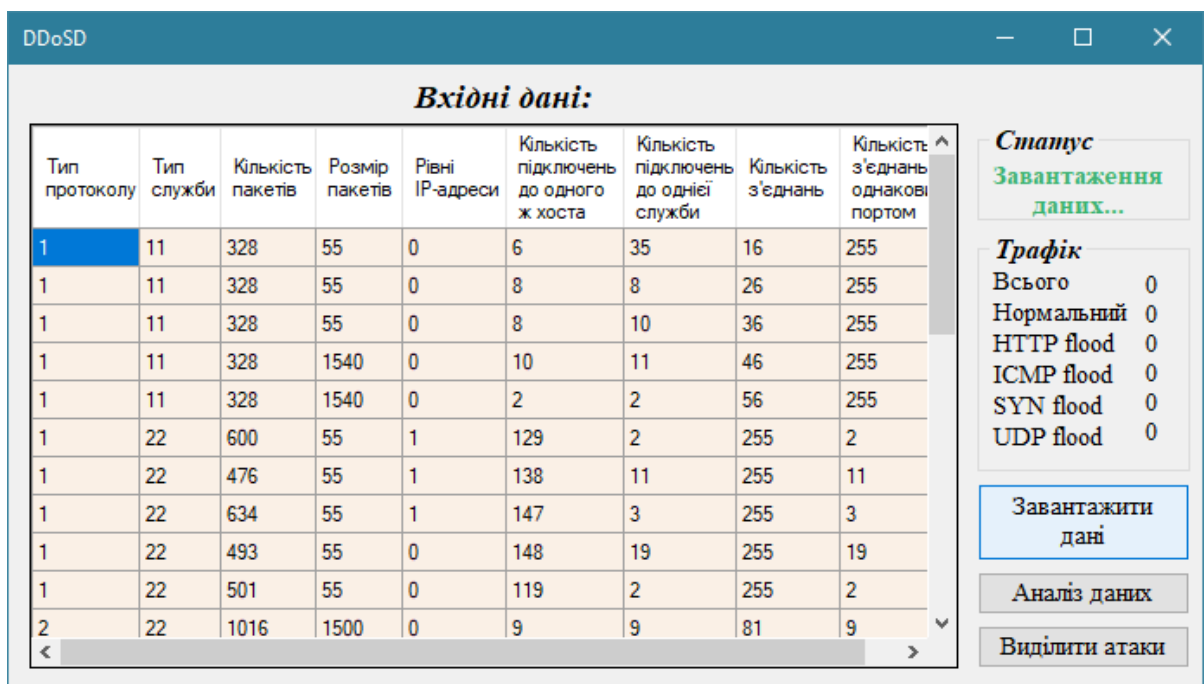 DDoSD
Вхідні дані:
Тип протоколу Тип служби Кількість пакетів Розмір пакетів Рівні IP-адреси Кількість підключень до одного ж хоста Кількість підключень до однієї служби Кількість з'єднань Кількість з'єднань однакови портом
1 11 328 55 0 6 35 16 255
1 11 328 55 0 8 8 26 255
1 11 328 55 0 8 10 36 255
1 11 328 1540 0 10 11 46 255
1 11 328 1540 0 2 2 56 255
1 22 600 55 1 129 2 255 2
1 22 476 55 1 138 11 255 11
1 22 634 55 1 147 3 255 3
1 22 493 55 0 148 19 255 19
1 22 501 55 0 119 2 255 2
2 22 1016 1500 0 9 9 81 9
Статус
Завантаження
даних...
Трафік
Всього 0
Нормальний 0
HTTP flood 0
ICMP flood 0
SYN flood 0
UDP flood 0
Завантажити
дані
Аналіз даних
Виділити атаки